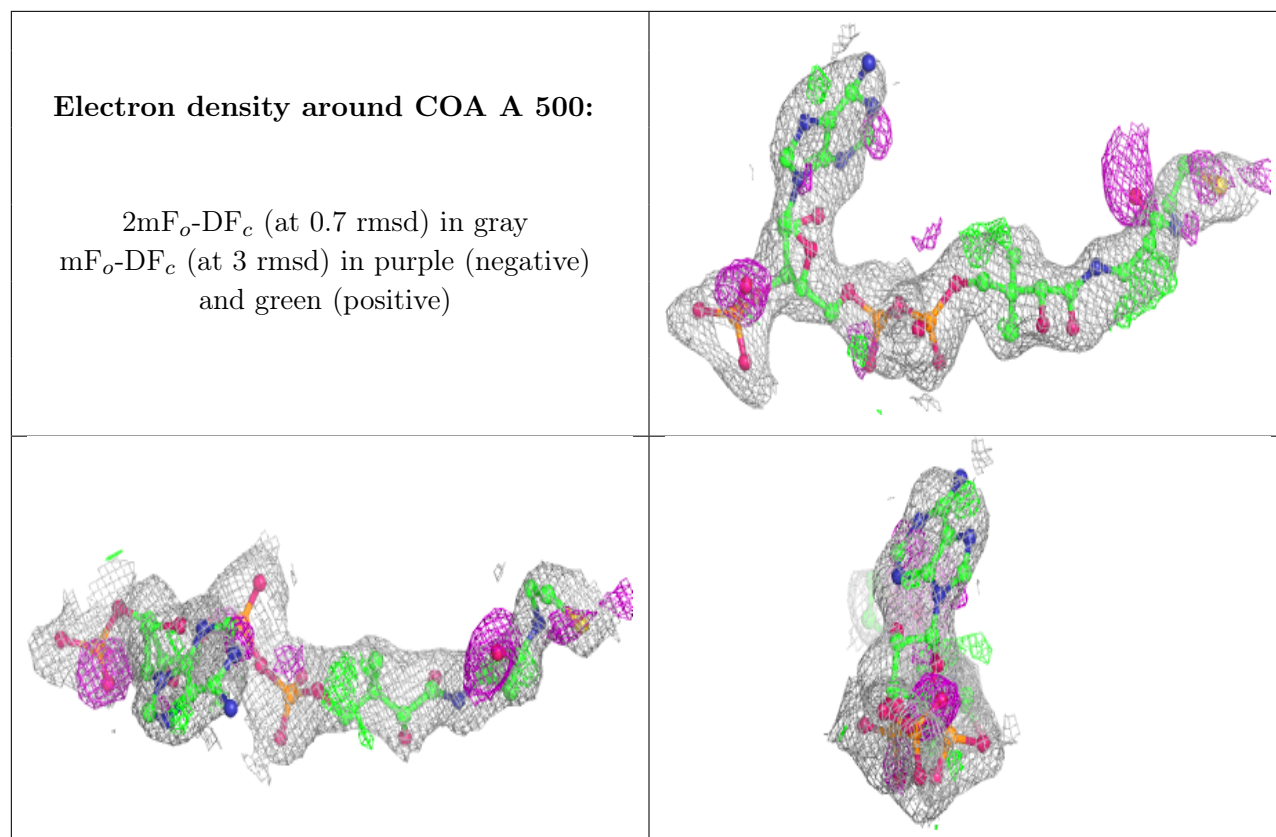 Electron density around COA A 500:
2mFo-DFc (at 0.7 rmsd) in gray
mFo-DFc (at 3 rmsd) in purple (negative)
and green (positive)